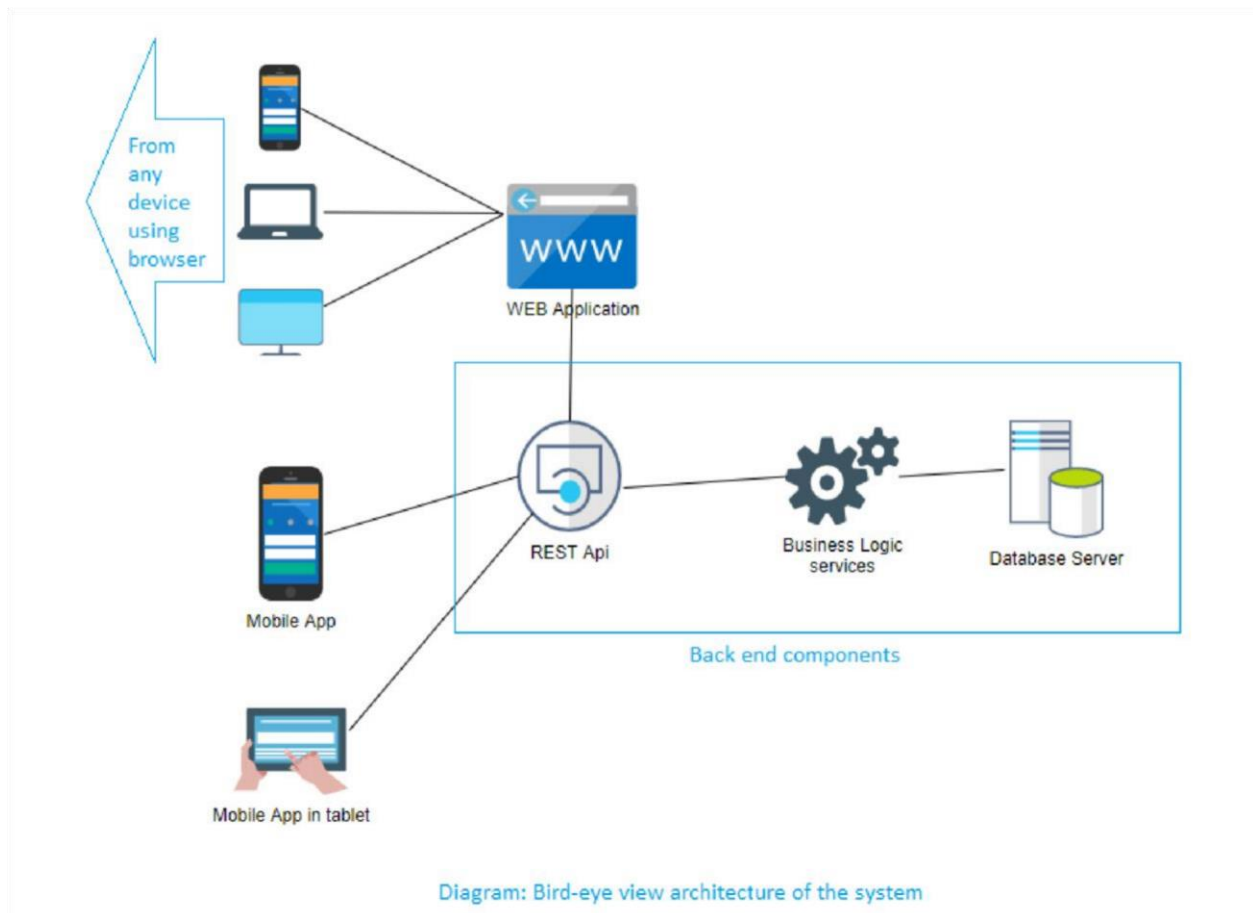 From
any
device
using
browser
WWW
WEB Application
REST Api
Business Logic
services
Database Server
Mobile App
Back end components
Mobile App in tablet
Diagram: Bird-eye view architecture of the system